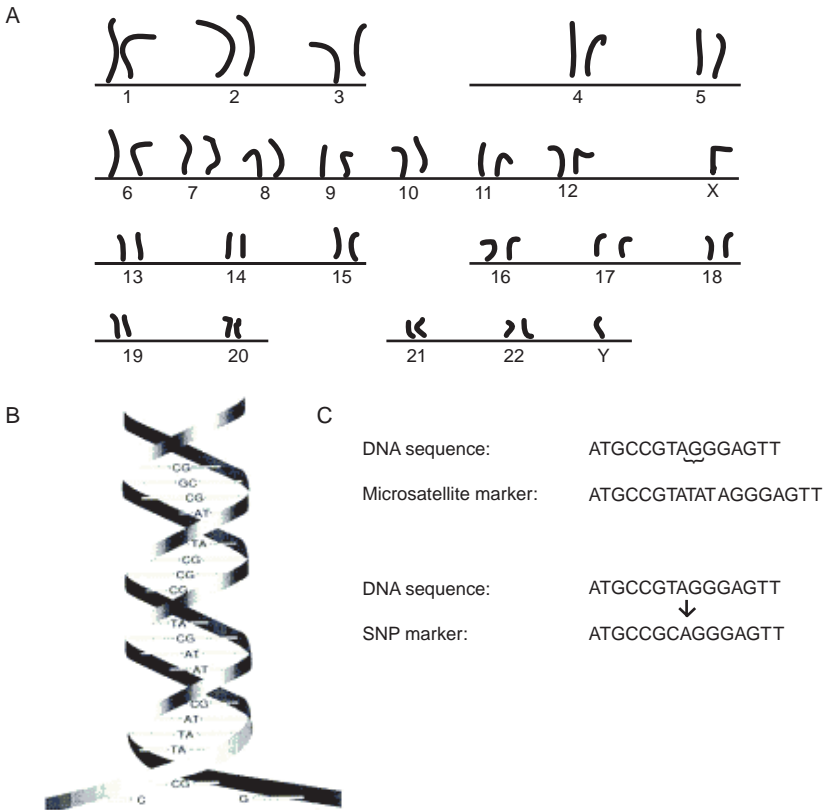 A
1 2 3 4 5
6 7 8 9 10 11 12 X
13 14 15 16 17 18
19 20 21 22 Y
B
CG
GC
CG
AT
TA
CG
CG
CG
TA
CG
AT
AT
CG
AT
TA
TA
CG
C G
C
DNA sequence: ATGCCGTAGGGAGTT
Microsatellite marker: ATGCCGTATATAGGGAGTT
DNA sequence: ATGCCGTAGGGAGTT
SNP marker: ATGCCGCAGGGAGTT